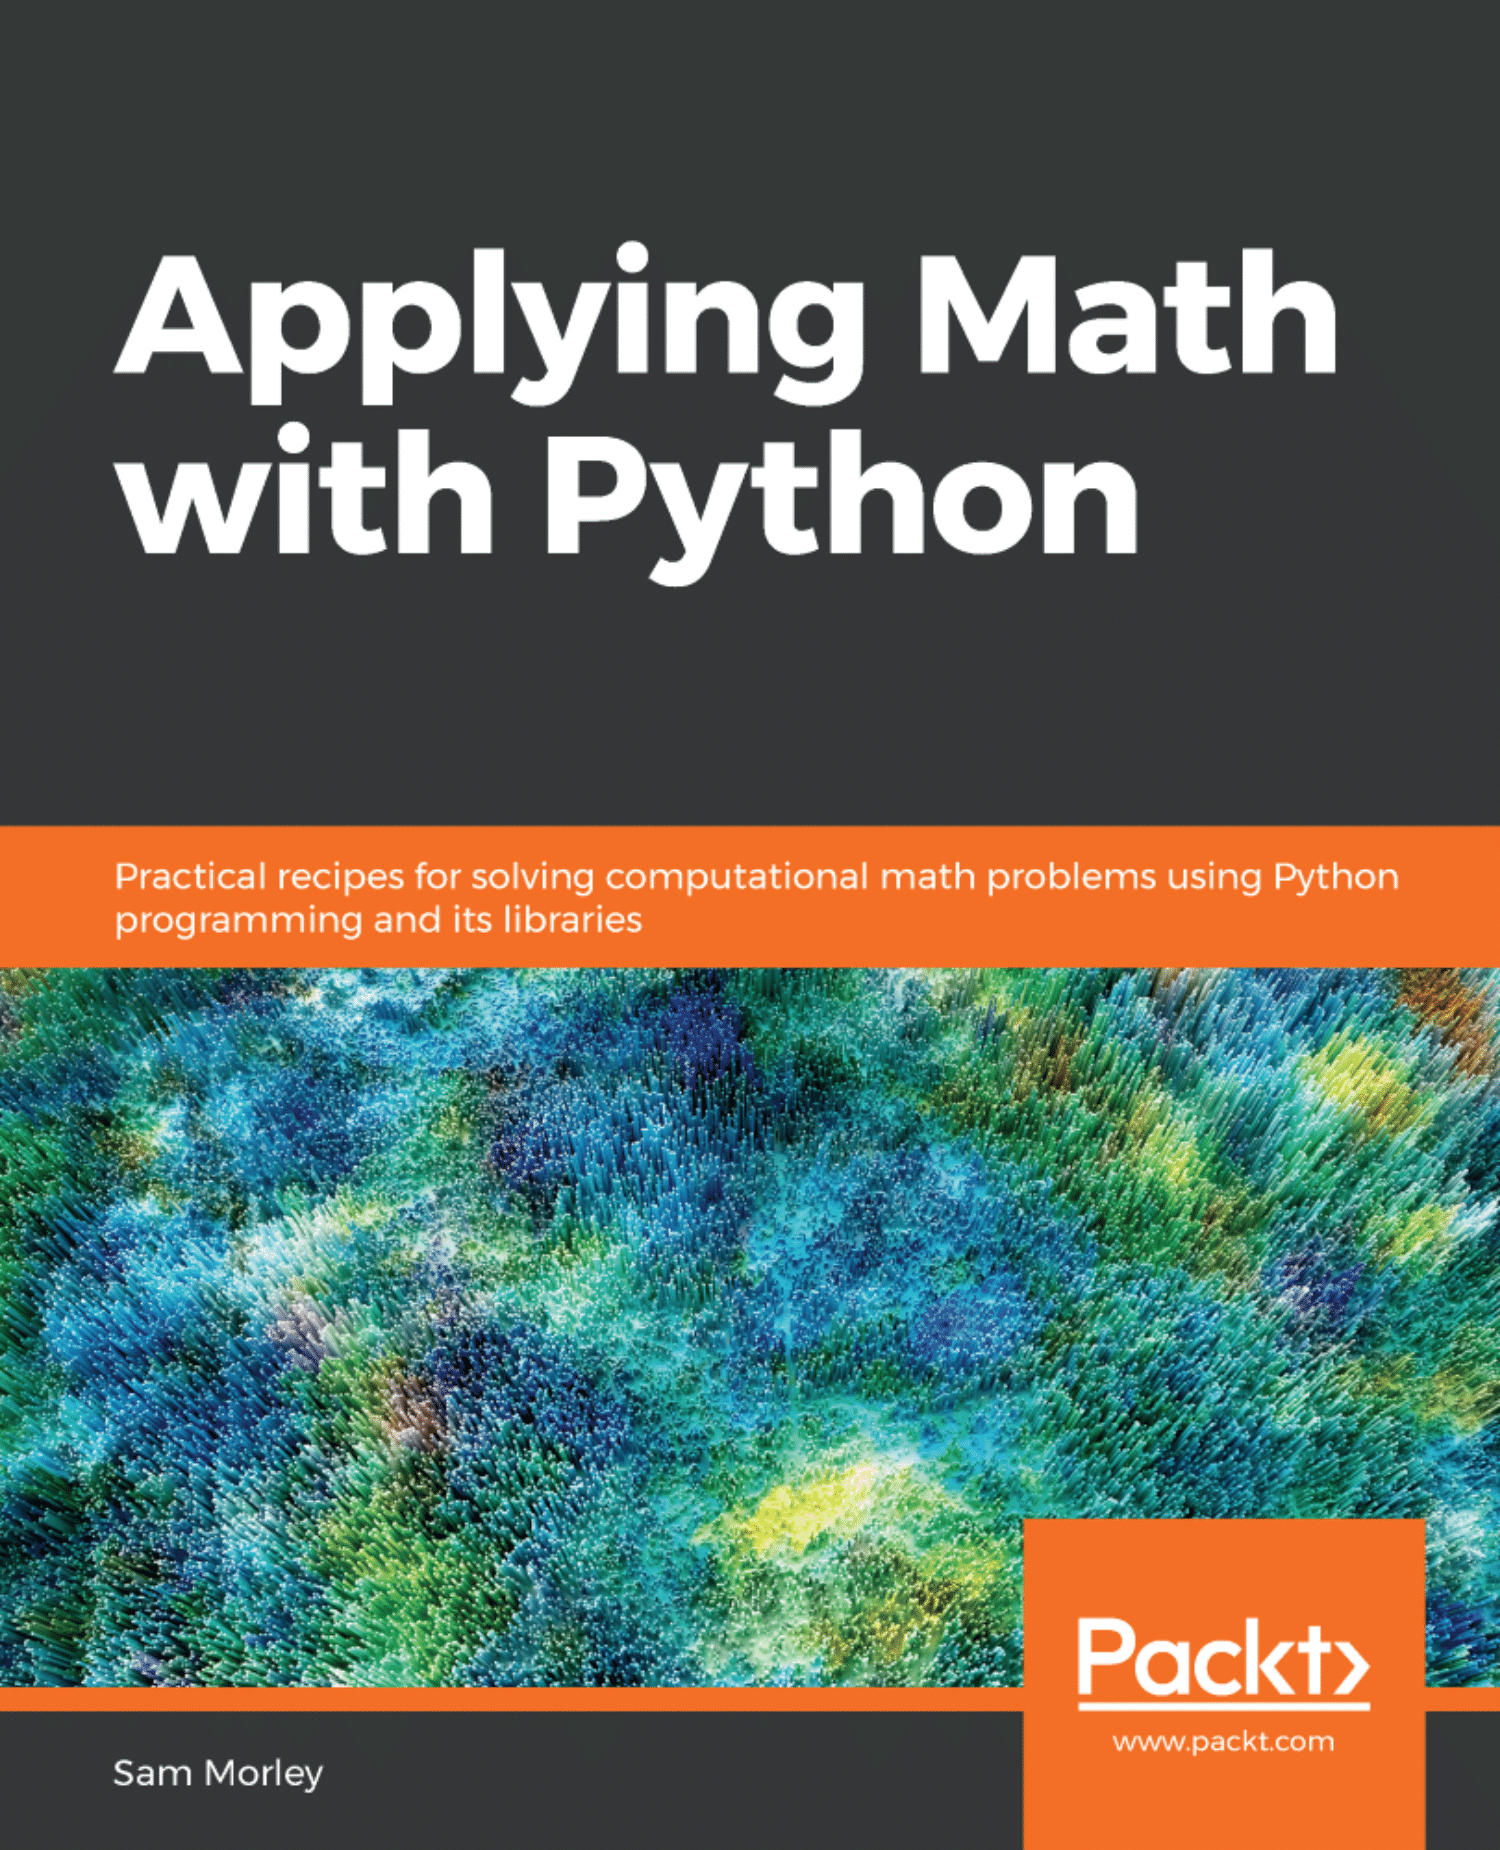 Applying Math
with Python
Practical recipes for solving computational math problems using Python
programming and its libraries
Packt>
www.packt.com
Sam Morley